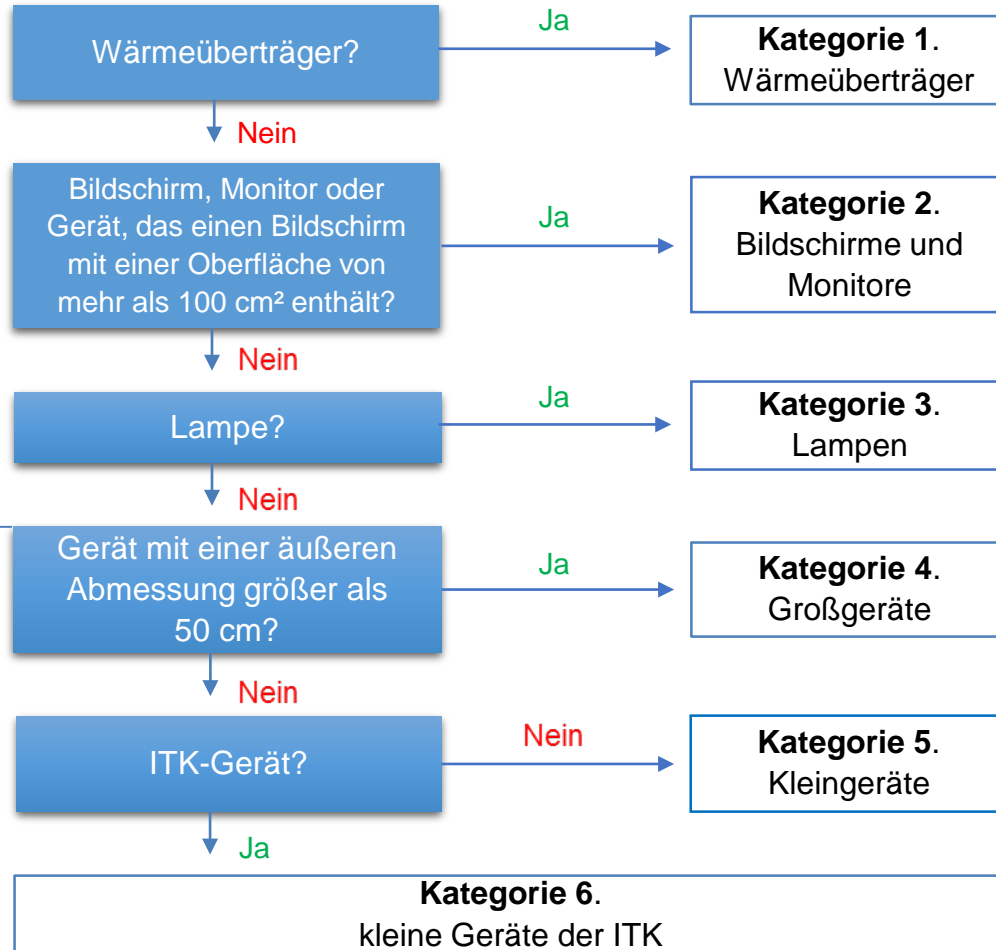 Wärmeüberträger?
Ja
Kategorie 1.
Wärmeüberträger
Nein
Bildschirm, Monitor oder
Gerät, das einen Bildschirm
mit einer Oberfläche von
mehr als 100 cm² enthält?
Ja
Kategorie 2.
Bildschirme und
Monitore
Nein
Lampe?
Ja
Kategorie 3.
Lampen
Nein
Gerät mit einer äußeren
Abmessung größer als
50 cm?
Ja
Kategorie 4.
Großgeräte
Nein
ITK-Gerät?
Nein
Kategorie 5.
Kleingeräte
Ja
Kategorie 6.
kleine Geräte der ITK